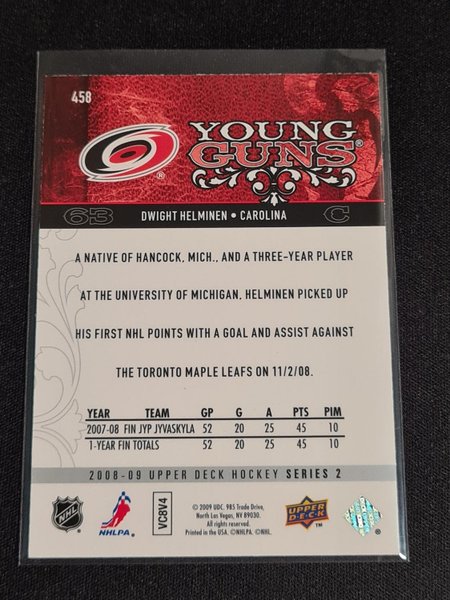 458
YOUNG
GUNS®
®
63 DWIGHT HELMINEN • CAROLINA C
A NATIVE OF HANCOCK, MICH., AND A THREE-YEAR PLAYER
AT THE UNIVERSITY OF MICHIGAN, HELMINEN PICKED UP
HIS FIRST NHL POINTS WITH A GOAL AND ASSIST AGAINST
THE TORONTO MAPLE LEAFS ON 11/2/08.
YEAR TEAM GP G A PTS PIM
2007-08 FIN JYP JYVASKYLA 52 20 25 45 10
1-YEAR FIN TOTALS 52 20 25 45 10
2008-09 UPPER DECK HOCKEY SERIES 2
NHL
NHLPA.
VC8V4
© 2009 UDC. 985 Trade Drive,
North Las Vegas, NV 89030.
All rights reserved.
Printed in the USA. ©NHLPA. ©NHL.
UPPER
DECK
™
®